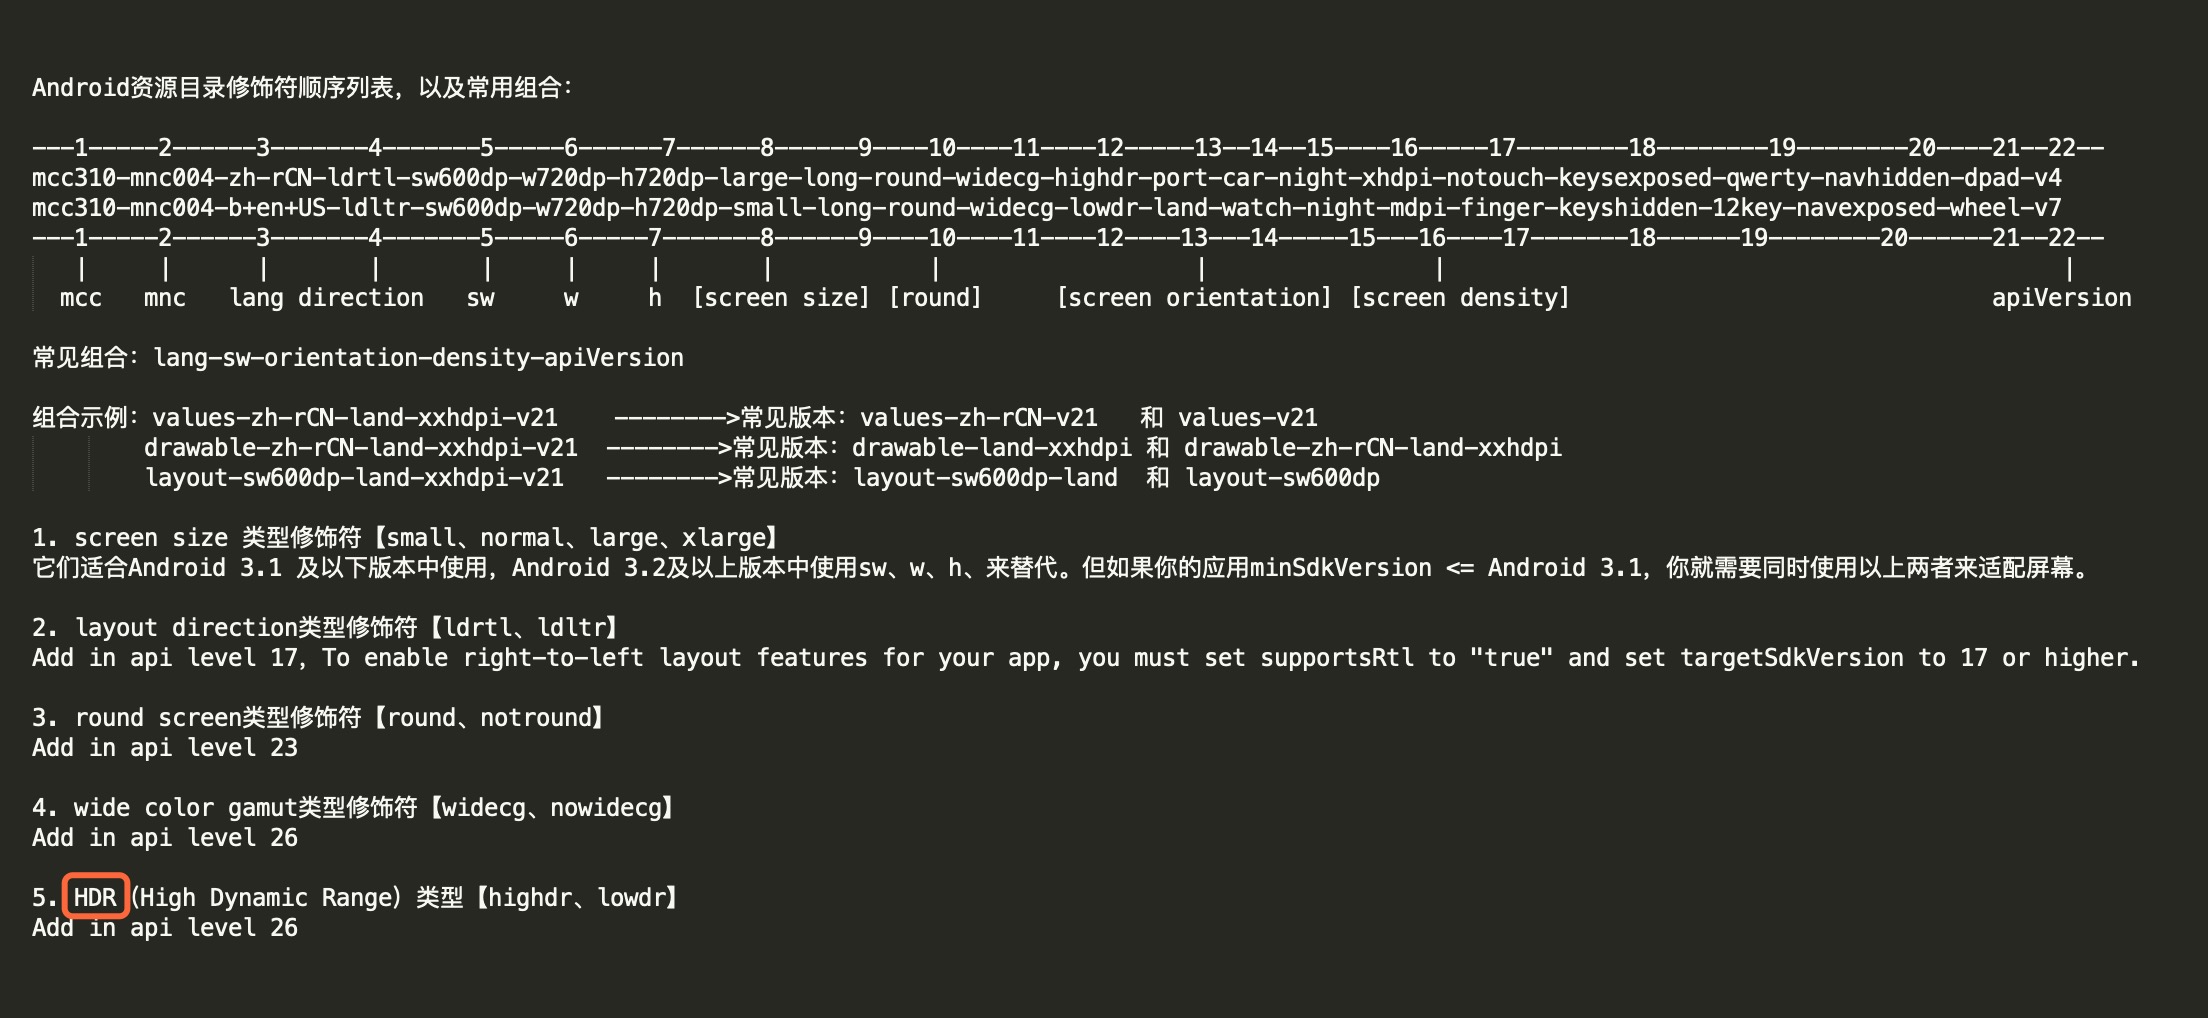 Android资源目录修饰符顺序列表，以及常用组合：
---1-----2------3-------4-------5-----6------7------8------9----10----11----12-----13--14--15----16-----17--------18--------19--------20----21--22--
mcc310-mnc004-zh-rCN-ldrtl-sw600dp-w720dp-h720dp-large-long-round-widecg-highdr-port-car-night-xhdpi-notouch-keysexposed-qwerty-navhidden-dpad-v4
mcc310-mnc004-b+en+US-ldltr-sw600dp-w720dp-h720dp-small-long-round-widecg-lowdr-land-watch-night-mdpi-finger-keyshidden-12key-navexposed-wheel-v7
---1-----2------3-------4-------5-----6-----7-------8------9----10----11----12----13---14-----15---16----17-------18------19--------20------21--22--
| | | | | | | | | | | |
mcc mnc lang direction sw w h [screen size] [round] [screen orientation] [screen density] apiVersion
常见组合：lang-sw-orientation-density-apiVersion
组合示例：values-zh-rCN-land-xxhdpi-v21 -------->常见版本：values-zh-rCN-v21 和 values-v21
drawable-zh-rCN-land-xxhdpi-v21 -------->常见版本：drawable-land-xxhdpi 和 drawable-zh-rCN-land-xxhdpi
layout-sw600dp-land-xxhdpi-v21 -------->常见版本：layout-sw600dp-land 和 layout-sw600dp
1. screen size 类型修饰符【small、normal、large、xlarge】
它们适合Android 3.1 及以下版本中使用，Android 3.2及以上版本中使用sw、w、h、来替代。但如果你的应用minSdkVersion <= Android 3.1，你就需要同时使用以上两者来适配屏幕。
2. layout direction类型修饰符【ldrtl、ldltr】
Add in api level 17，To enable right-to-left layout features for your app, you must set supportsRtl to "true" and set targetSdkVersion to 17 or higher.
3. round screen类型修饰符【round、notround】
Add in api level 23
4. wide color gamut类型修饰符【widecg、nowidecg】
Add in api level 26
5. HDR（High Dynamic Range）类型【highdr、lowdr】
Add in api level 26